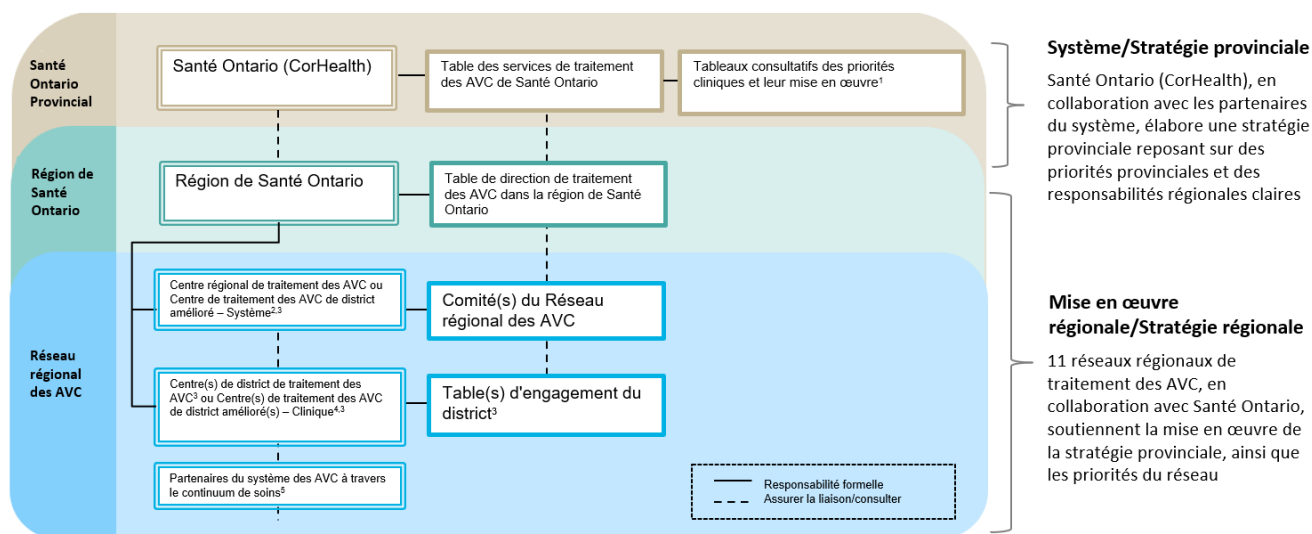 Santé
Ontario
Provincial
Santé Ontario (CorHealth)
Table des services de traitement
des AVC de Santé Ontario
Tableaux consultatifs des priorités
cliniques et leur mise en œuvre¹
Système/Stratégie provinciale
Santé Ontario (CorHealth), en
collaboration avec les partenaires
du système, élabore une stratégie
provinciale reposant sur des
priorités provinciales et des
responsabilités régionales claires
Région de
Santé
Ontario
Région de Santé Ontario
Table de direction de traitement
des AVC dans la région de Santé
Ontario
Réseau
régional
des AVC
Centre régional de traitement des AVC ou
Centre de traitement des AVC de district
amélioré – Système²,³
Comité(s) du Réseau
régional des AVC
Centre(s) de district de traitement des
AVC³ ou Centre(s) de traitement des AVC
de district amélioré(s) – Clinique⁴,³
Table(s) d'engagement du
district³
Partenaires du système des AVC à travers
le continuum de soins⁵
Responsabilité formelle
Assurer la liaison/consulter
Mise en œuvre
régionale/Stratégie régionale
11 réseaux régionaux de
traitement des AVC, en
collaboration avec Santé Ontario,
soutiennent la mise en œuvre de
la stratégie provinciale, ainsi que
les priorités du réseau